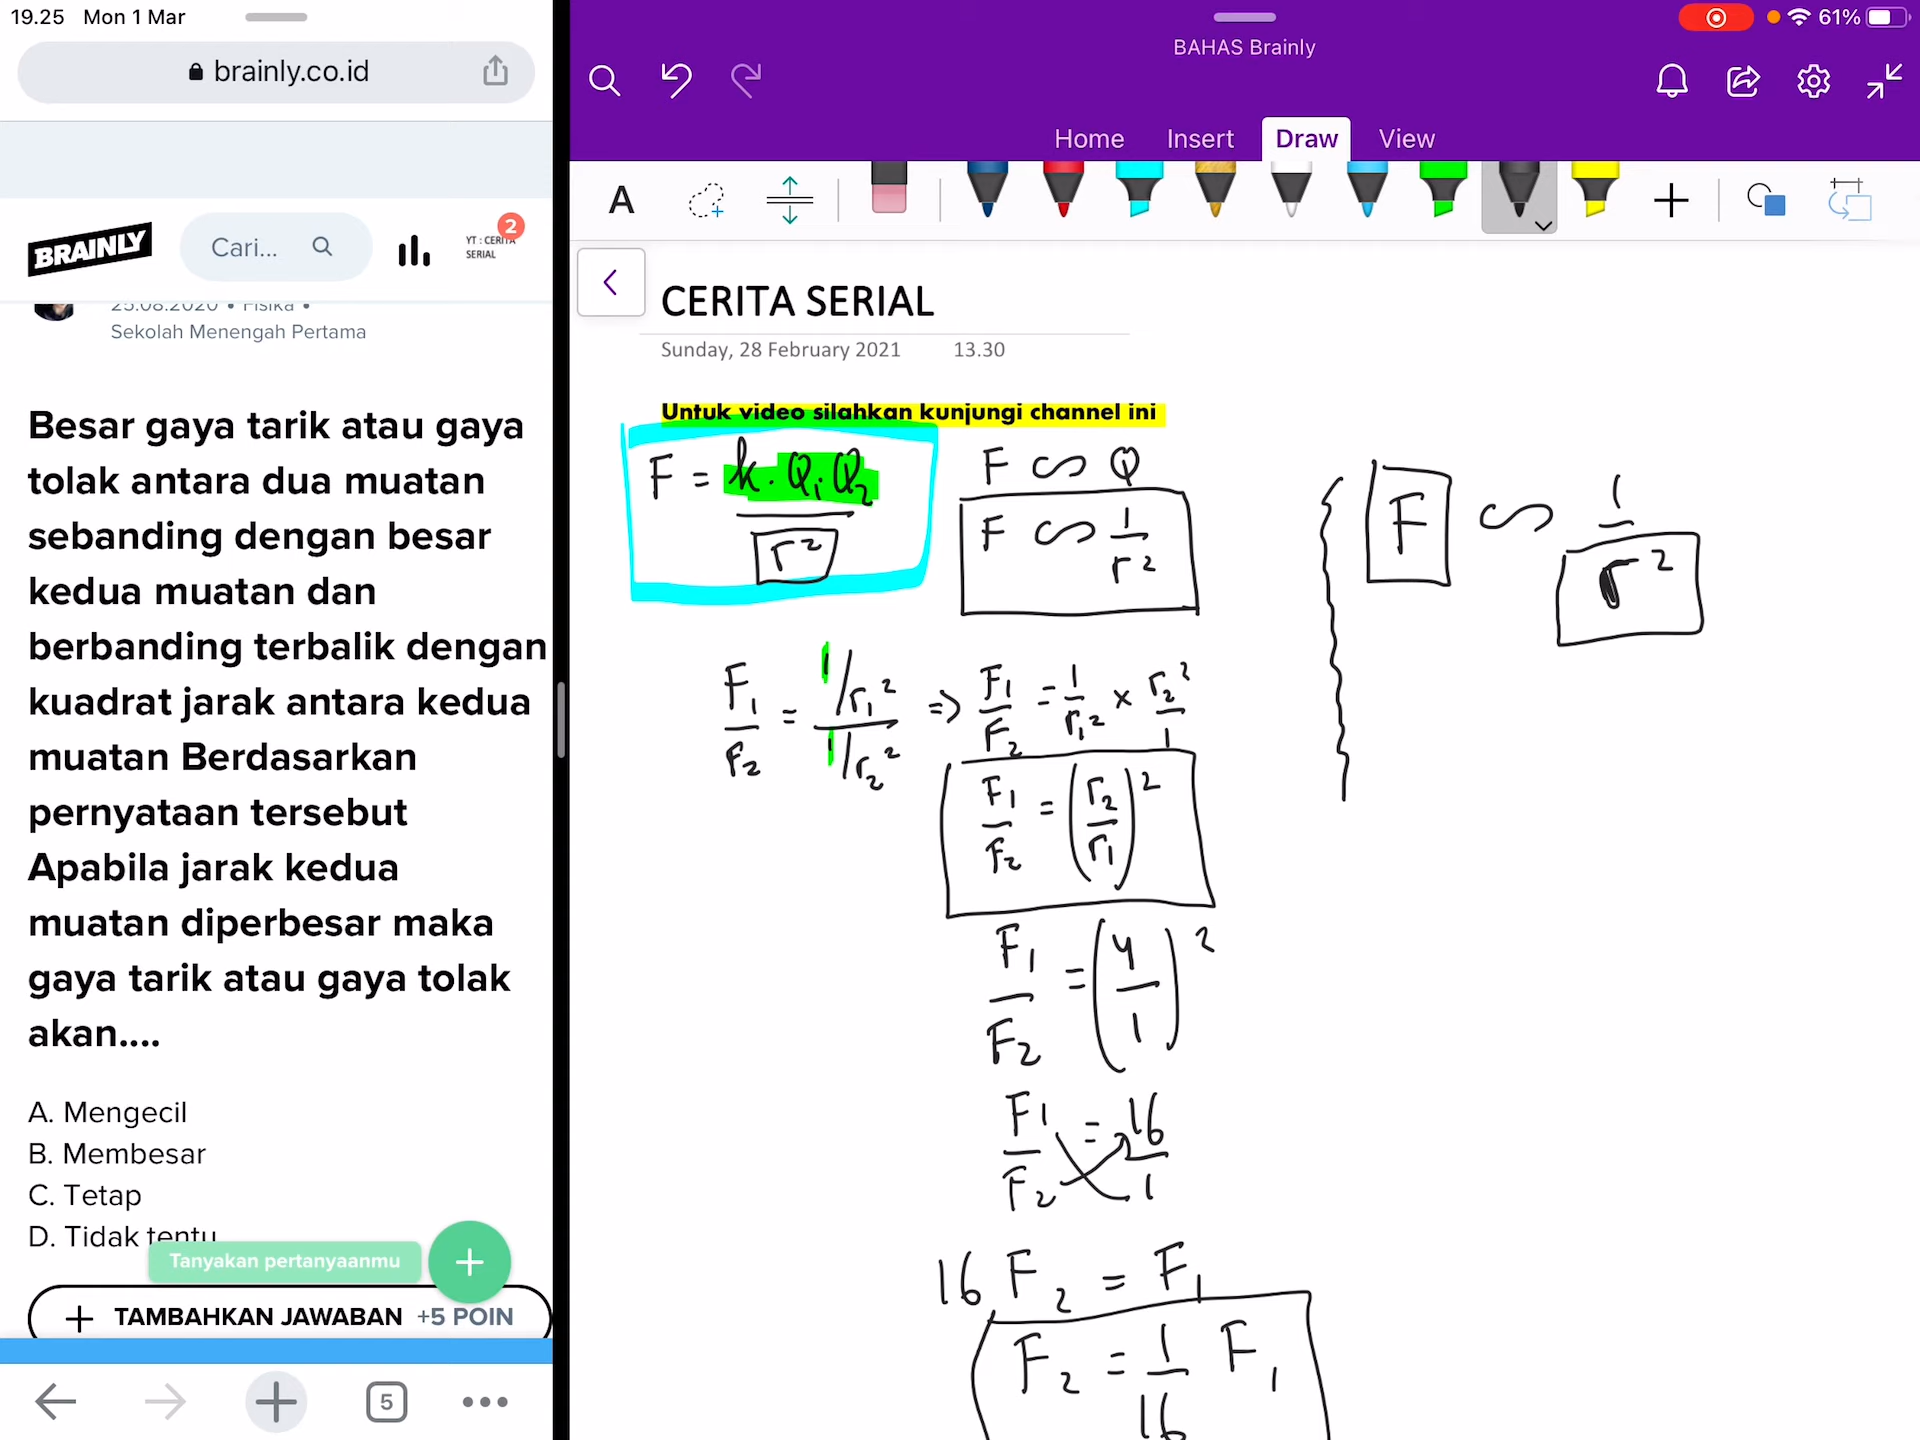 19.25 Mon 1 Mar
61%
brainly.co.id
BAHAS Brainly
Home Insert Draw View
A
BRAINLY
Cari...
YT : CERITA SERIAL
2
25.08.2020 • Fisika •
Sekolah Menengah Pertama
Besar gaya tarik atau gaya
tolak antara dua muatan
sebanding dengan besar
kedua muatan dan
berbanding terbalik dengan
kuadrat jarak antara kedua
muatan Berdasarkan
pernyataan tersebut
Apabila jarak kedua
muatan diperbesar maka
gaya tarik atau gaya tolak
akan....
A. Mengecil
B. Membesar
C. Tetap
D. Tidak tentu
Tanyakan pertanyaanmu
+
+ TAMBAHKAN JAWABAN +5 POIN
5
CERITA SERIAL
Sunday, 28 February 2021 13.30
Untuk video silahkan kunjungi channel ini
F = k . Q₁ . Q₂ / r²
F ∽ Q
F ∽ 1/r²
F ∽ 1/r²
F₁/F₂ = 1/r₁² / 1/r₂² => F₁/F₂ = 1/r₁² × r₂²/1
F₁/F₂ = (r₂/r₁)²
F₁/F₂ = (4/1)²
F₁/F₂ = 16/1
16 F₂ = F₁
F₂ = 1/16 F₁